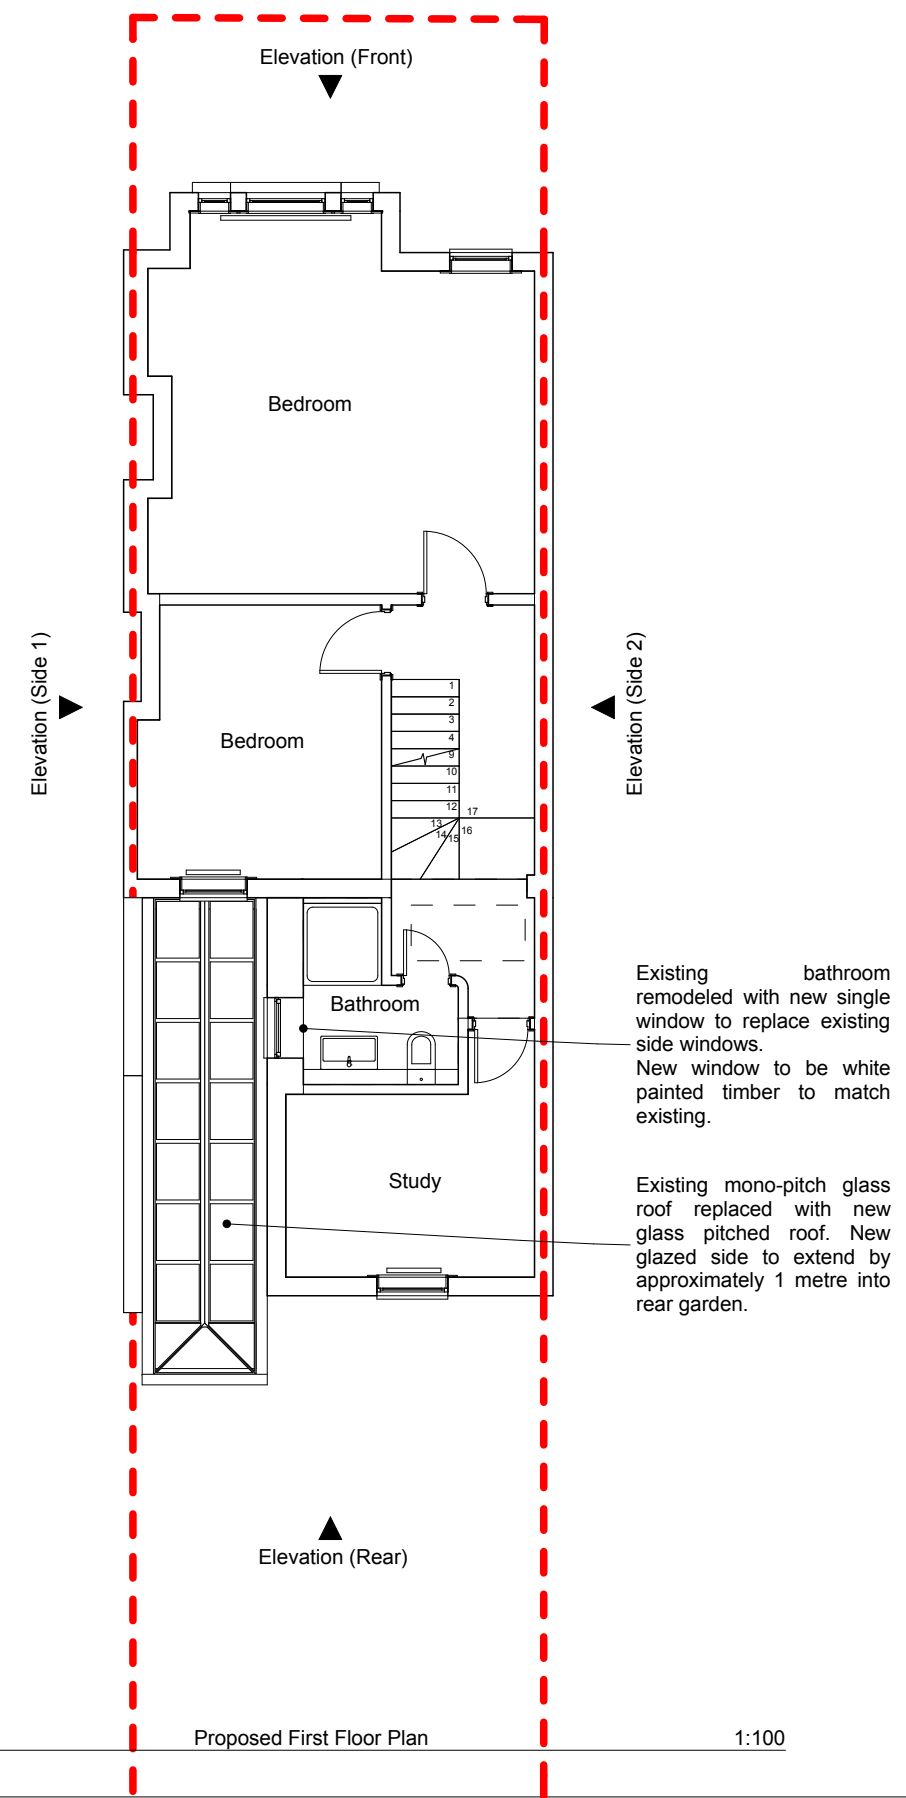 Elevation (Front)
Bedroom
Elevation (Side 1)
Elevation (Side 2)
Bedroom
1
2
3
4
9
10
11
12
17
13
16
14
15
Existing bathroom
remodeled with new single
window to replace existing
side windows.
New window to be white
painted timber to match
existing.
Bathroom
Study
Existing mono-pitch glass
roof replaced with new
glass pitched roof. New
glazed side to extend by
approximately 1 metre into
rear garden.
Elevation (Rear)
Proposed First Floor Plan
1:100